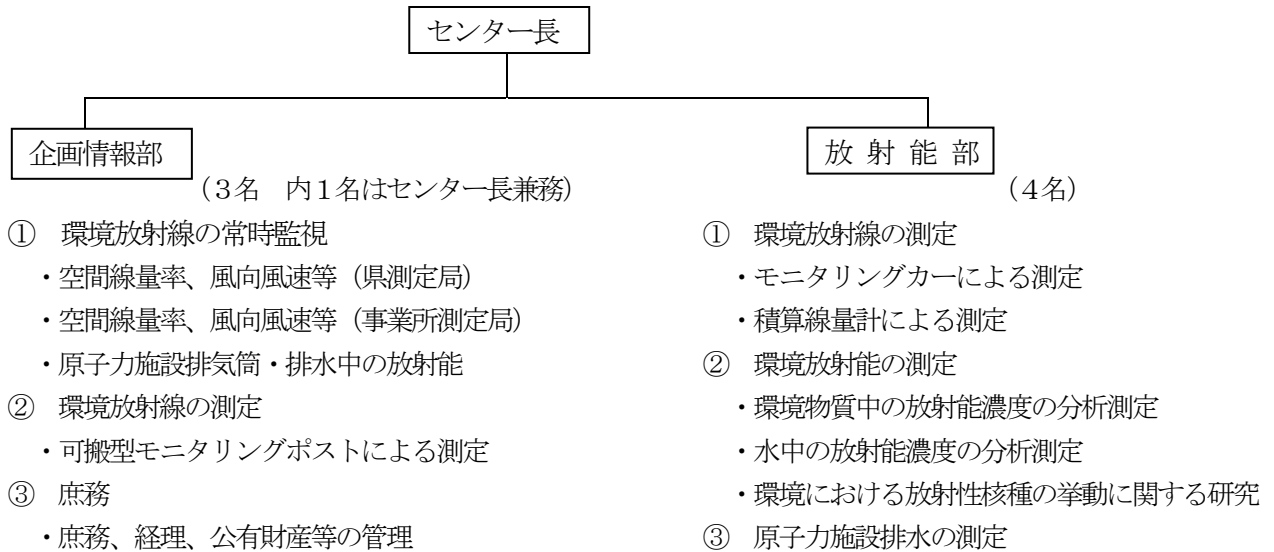 センター長
企画情報部
(3名　内1名はセンター長兼務)
①　環境放射線の常時監視
・空間線量率、風向風速等（県測定局）
・空間線量率、風向風速等（事業所測定局）
・原子力施設排気筒・排水中の放射能
②　環境放射線の測定
・可搬型モニタリングポストによる測定
③　庶務
・庶務、経理、公有財産等の管理
放 射 能 部
(4名)
①　環境放射線の測定
・モニタリングカーによる測定
・積算線量計による測定
②　環境放射能の測定
・環境物質中の放射能濃度の分析測定
・水中の放射能濃度の分析測定
・環境における放射性核種の挙動に関する研究
③　原子力施設排水の測定